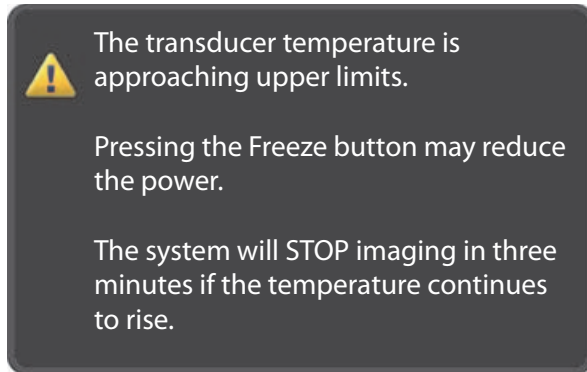 The transducer temperature is
approaching upper limits.
Pressing the Freeze button may reduce
the power.
The system will STOP imaging in three
minutes if the temperature continues
to rise.